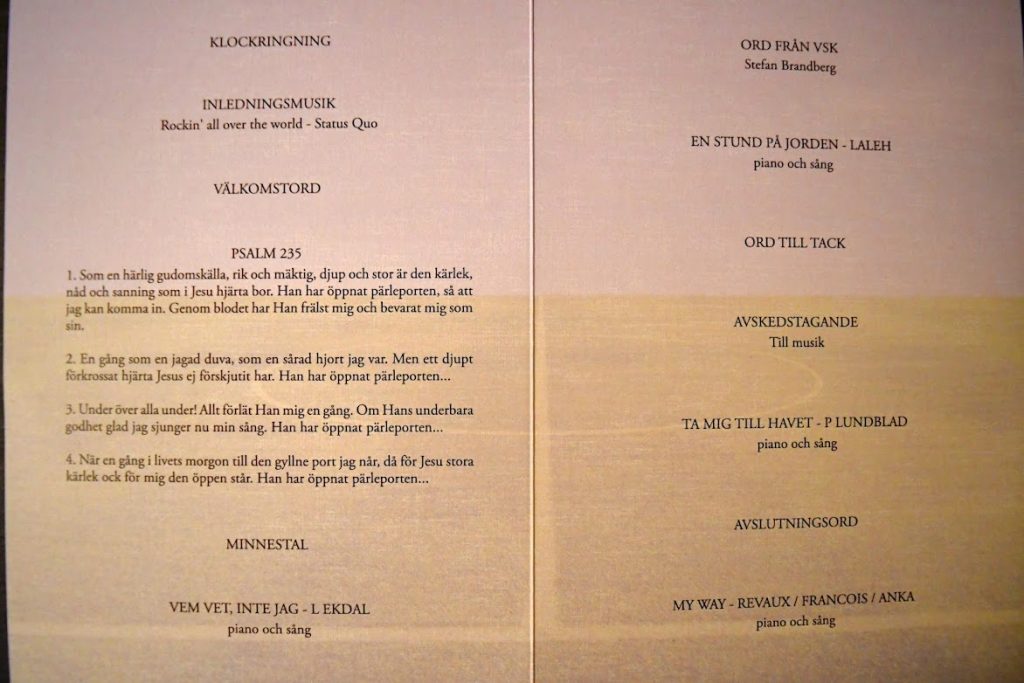 KLOCKRINGNING
INLEDNINGSMUSIK
Rockin' all over the world - Status Quo
VÄLKOMSTORD
PSALM 235
1. Som en härlig gudomskälla, rik och mäktig, djup och stor är den kärlek,
nåd och sanning som i Jesu hjärta bor. Han har öppnat pärleporten, så att
jag kan komma in. Genom blodet har Han frälst mig och bevarat mig som
sin.
2. En gång som en jagad duva, som en sårad hjort jag var. Men ett djupt
förkrossat hjärta Jesus ej förskjutit har. Han har öppnat pärleporten...
3. Under över alla under! Allt förlät Han mig en gång. Om Hans underbara
godhet glad jag sjunger nu min sång. Han har öppnat pärleporten...
4. När en gång i livets morgon till den gyllne port jag når, då för Jesu stora
kärlek ock för mig den öppen står. Han har öppnat pärleporten...
MINNESTAL
VEM VET, INTE JAG - L EKDAL
piano och sång
ORD FRÅN VSK
Stefan Brandberg
EN STUND PÅ JORDEN - LALEH
piano och sång
ORD TILL TACK
AVSKEDSTAGANDE
Till musik
TA MIG TILL HAVET - P LUNDBLAD
piano och sång
AVSLUTNINGSORD
MY WAY - REVAUX / FRANCOIS / ANKA
piano och sång